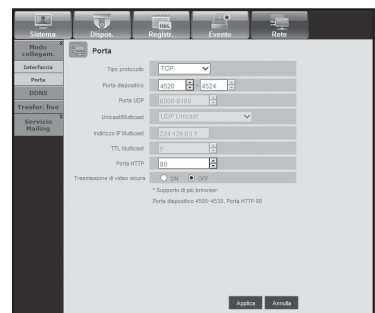 Sistema Dispos. Registr. Evento Rete
REC
Modo collegam.
Interfaccia
Porta
DDNS
Trasfer. live
Servizio Mailing
Porta
Tipo protocollo TCP
Porta dispositivo 4520 - 4524
Porta UDP 8000-8160
Unicast/Multicast UDP Unicast
Indirizzo IP Multicast 224.126.63.1
TTL Multicast 5
Porta HTTP 80
Trasmissione di video sicura ON OFF
* Supporto di più browser:
Porta dispositivo 4505~4530, Porta HTTP 80
Applica Annulla